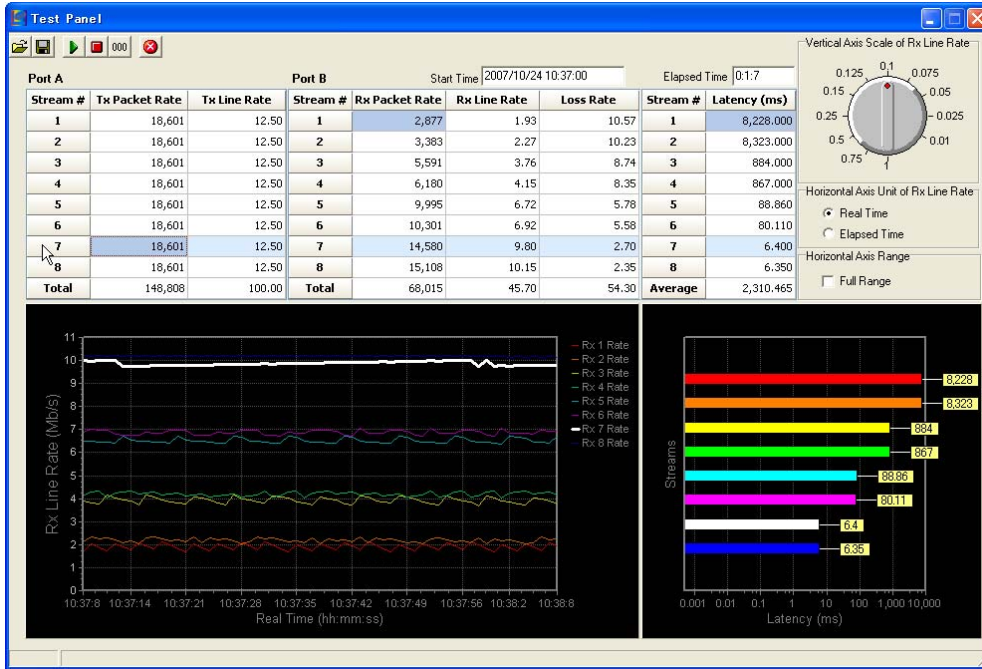 Test Panel
000
Port A
Port B
Start Time 2007/10/24 10:37:00
Elapsed Time 0:1:7
Stream # Tx Packet Rate Tx Line Rate Stream # Rx Packet Rate Rx Line Rate Loss Rate Stream # Latency (ms)
1 18,601 12.50 1 2,877 1.93 10.57 1 8,228.000
2 18,601 12.50 2 3,383 2.27 10.23 2 8,323.000
3 18,601 12.50 3 5,591 3.76 8.74 3 884.000
4 18,601 12.50 4 6,180 4.15 8.35 4 867.000
5 18,601 12.50 5 9,995 6.72 5.78 5 88.860
6 18,601 12.50 6 10,301 6.92 5.58 6 80.110
7 18,601 12.50 7 14,580 9.80 2.70 7 6.400
8 18,601 12.50 8 15,108 10.15 2.35 8 6.350
Total 148,808 100.00 Total 68,015 45.70 54.30 Average 2,310.465
Vertical Axis Scale of Rx Line Rate
0.1
0.125 0.075
0.15 0.05
0.25 0.025
0.5 0.01
0.75 1
Horizontal Axis Unit of Rx Line Rate
Real Time
Elapsed Time
Horizontal Axis Range
Full Range
Rx Line Rate (Mb/s)
11
10
9
8
7
6
5
4
3
2
1
0
10:37:8 10:37:14 10:37:21 10:37:28 10:37:35 10:37:42 10:37:49 10:37:56 10:38:2 10:38:8
Real Time (hh:mm:ss)
Rx 1 Rate
Rx 2 Rate
Rx 3 Rate
Rx 4 Rate
Rx 5 Rate
Rx 6 Rate
Rx 7 Rate
Rx 8 Rate
Streams
8,228
8,323
884
867
88.86
80.11
6.4
6.35
0.001 0.01 0.1 1 10 100 1,000 10,000
Latency (ms)